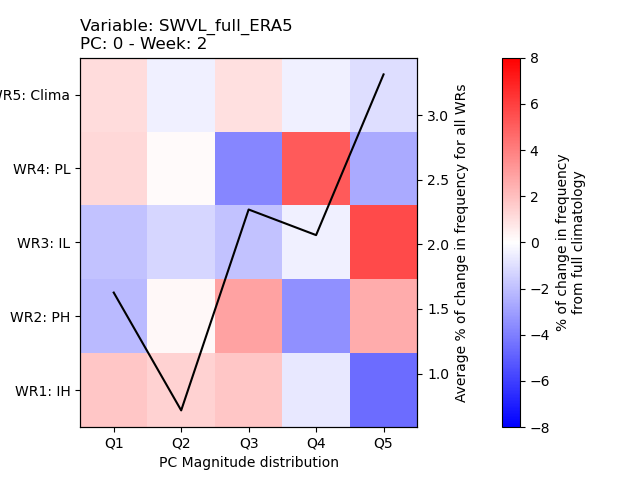 Variable: SWVL_full_ERA5
PC: 0 - Week: 2
WR5: Clima
WR4: PL
WR3: IL
WR2: PH
WR1: IH
Q1 Q2 Q3 Q4 Q5
PC Magnitude distribution
3.0
2.5
2.0
1.5
1.0
Average % of change in frequency for all WRs
8
6
4
2
0
−2
−4
−6
−8
% of change in frequency
from full climatology